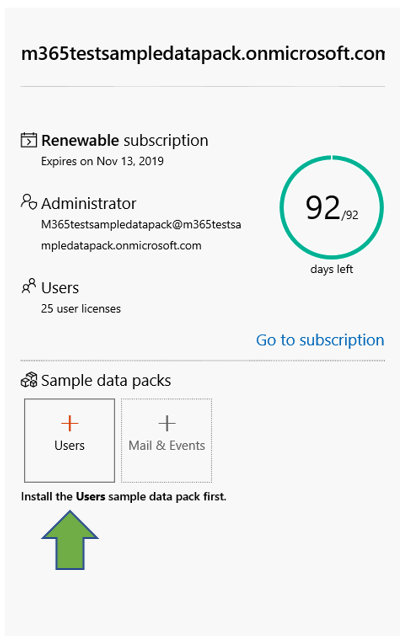 m365testsampledatapack.onmicrosoft.com
Renewable subscription
Expires on Nov 13, 2019
Administrator
M365testsampledatapack@m365testsa
mpledatapack.onmicrosoft.com
92/92
days left
Users
25 user licenses
Go to subscription
Sample data packs
Users
Mail & Events
Install the Users sample data pack first.